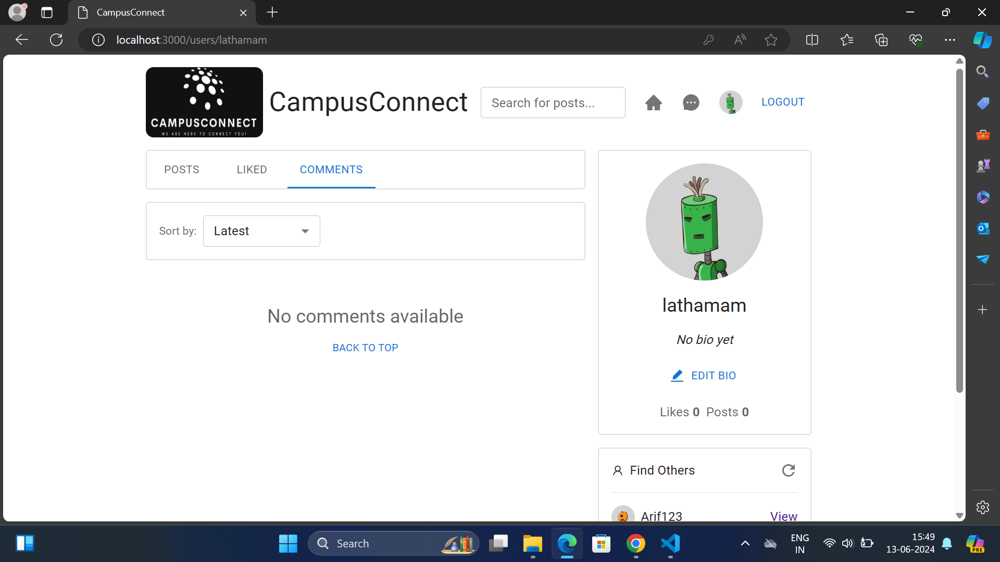 CampusConnect
localhost:3000/users/lathamam
CAMPUSCONNECT
WE ARE HERE TO CONNECT YOU!
CampusConnect
Search for posts...
LOGOUT
POSTS LIKED COMMENTS
Sort by: Latest
No comments available
BACK TO TOP
lathamam
No bio yet
EDIT BIO
Likes 0 Posts 0
Find Others
Arif123 View
Search
ENG
IN
15:49
13-06-2024
PRE